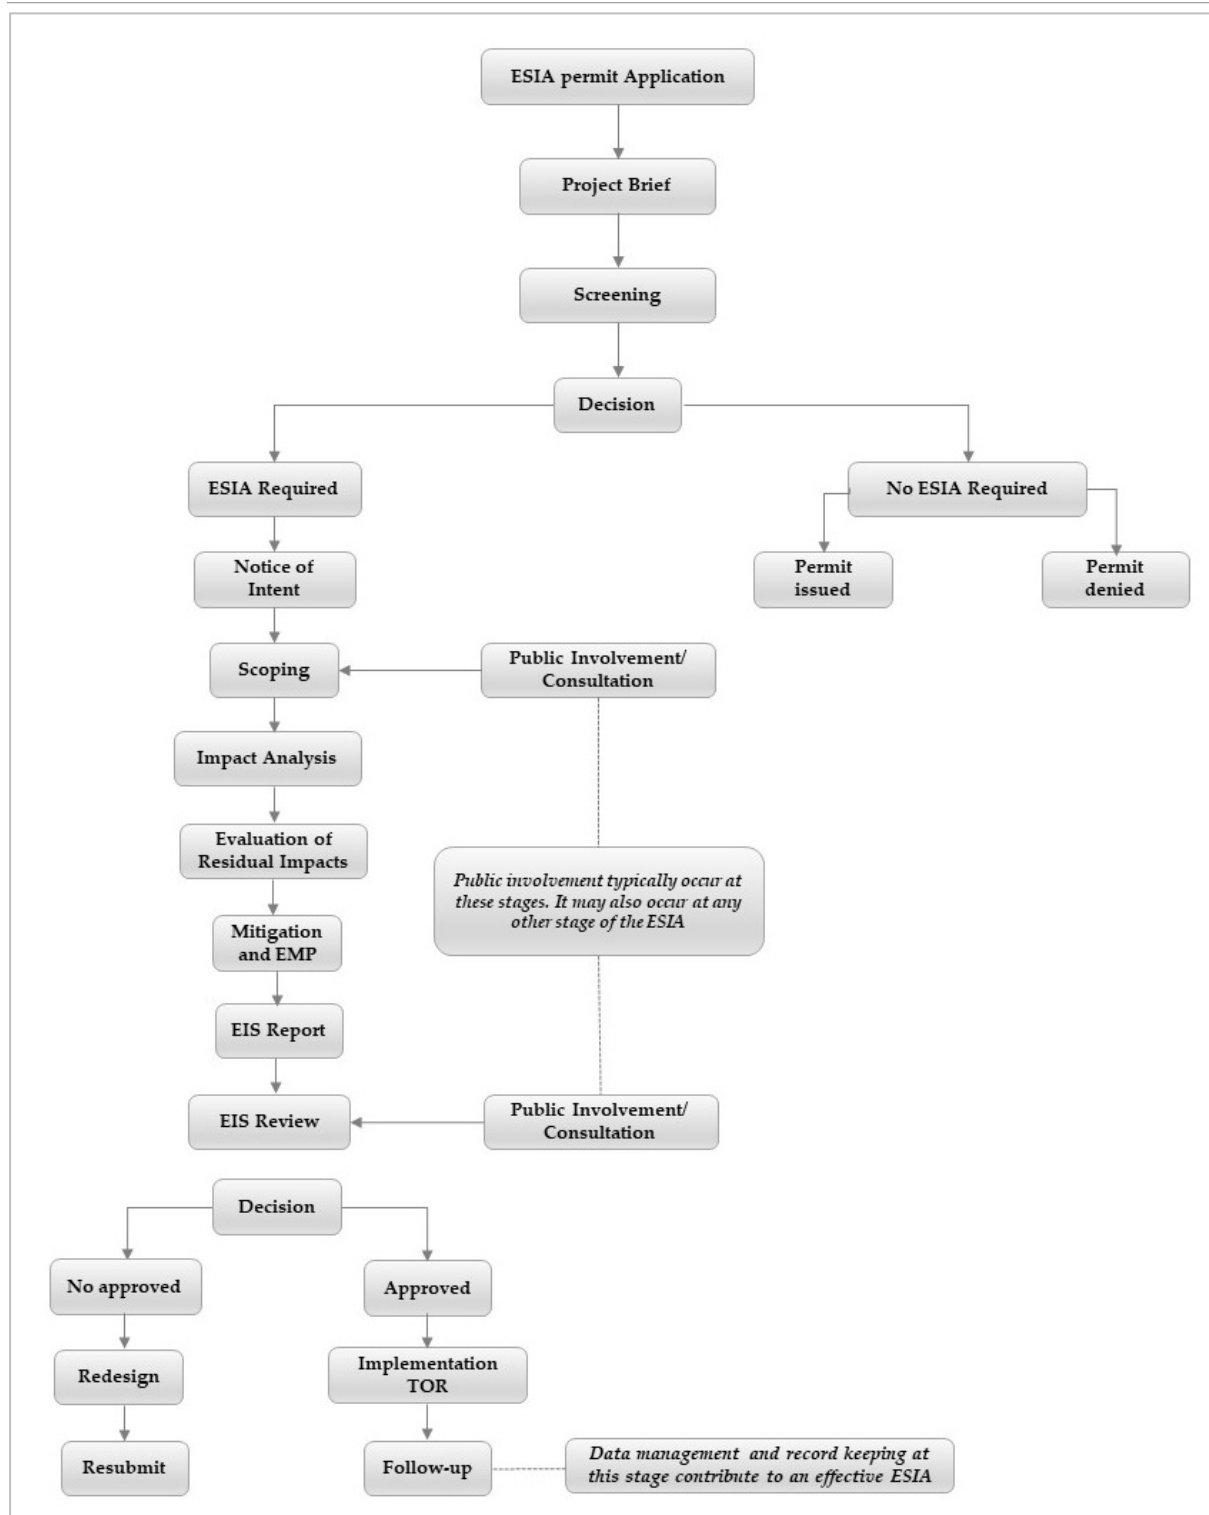 ESIA permit Application
Project Brief
Screening
Decision
ESIA Required
No ESIA Required
Notice of
Intent
Permit
issued
Permit
denied
Scoping
Public Involvement/
Consultation
Impact Analysis
Evaluation of
Residual Impacts
Public involvement typically occur at
these stages. It may also occur at any
other stage of the ESIA
Mitigation
and EMP
EIS Report
EIS Review
Public Involvement/
Consultation
Decision
No approved
Approved
Redesign
Implementation
TOR
Resubmit
Follow-up
Data management and record keeping at
this stage contribute to an effective ESIA